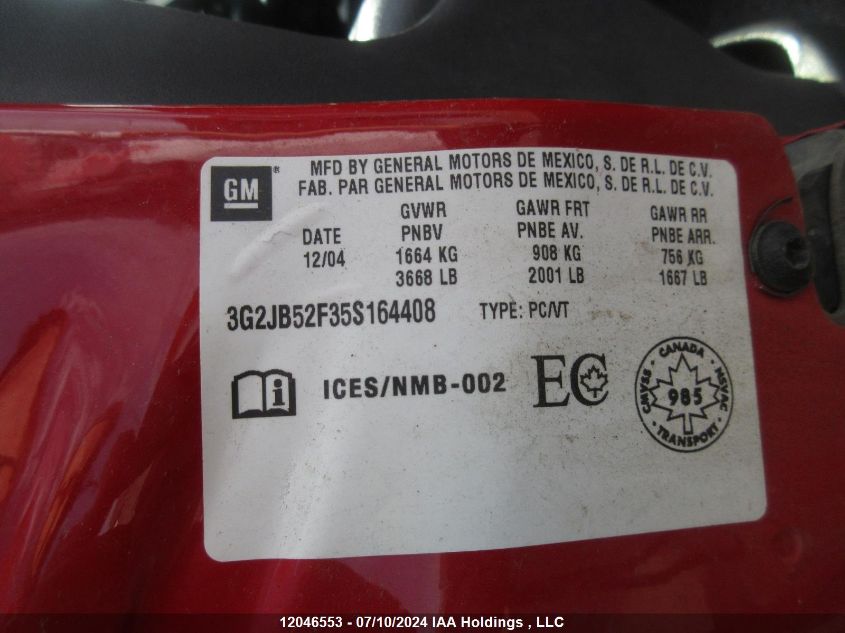 GM ®
MFD BY GENERAL MOTORS DE MEXICO, S. DE R.L. DE C.V.
FAB. PAR GENERAL MOTORS DE MEXICO, S. DE R.L. DE C.V.
GVWR GAWR FRT GAWR RR
DATE PNBV PNBE AV. PNBE ARR.
12/04 1664 KG 908 KG 756 KG
3668 LB 2001 LB 1667 LB
3G2JB52F35S164408 TYPE: PC/VT
i ICES/NMB-002 EC
CANADA
CMVSS 985 NSVAC
TRANSPORT
12046553 - 07/10/2024 IAA Holdings , LLC